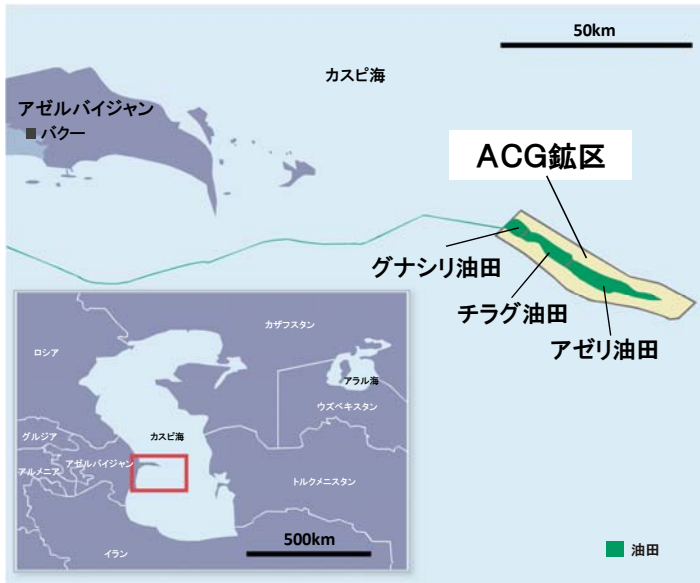 50km
カスピ海
アゼルバイジャン
バクー
ACG鉱区
グナシリ油田
チラグ油田
アゼリ油田
カザフスタン
ロシア
アラル海
ウズベキスタン
グルジア
カスピ海
アゼルバイジャン
アルメニア
トルクメニスタン
イラン
500km
油田